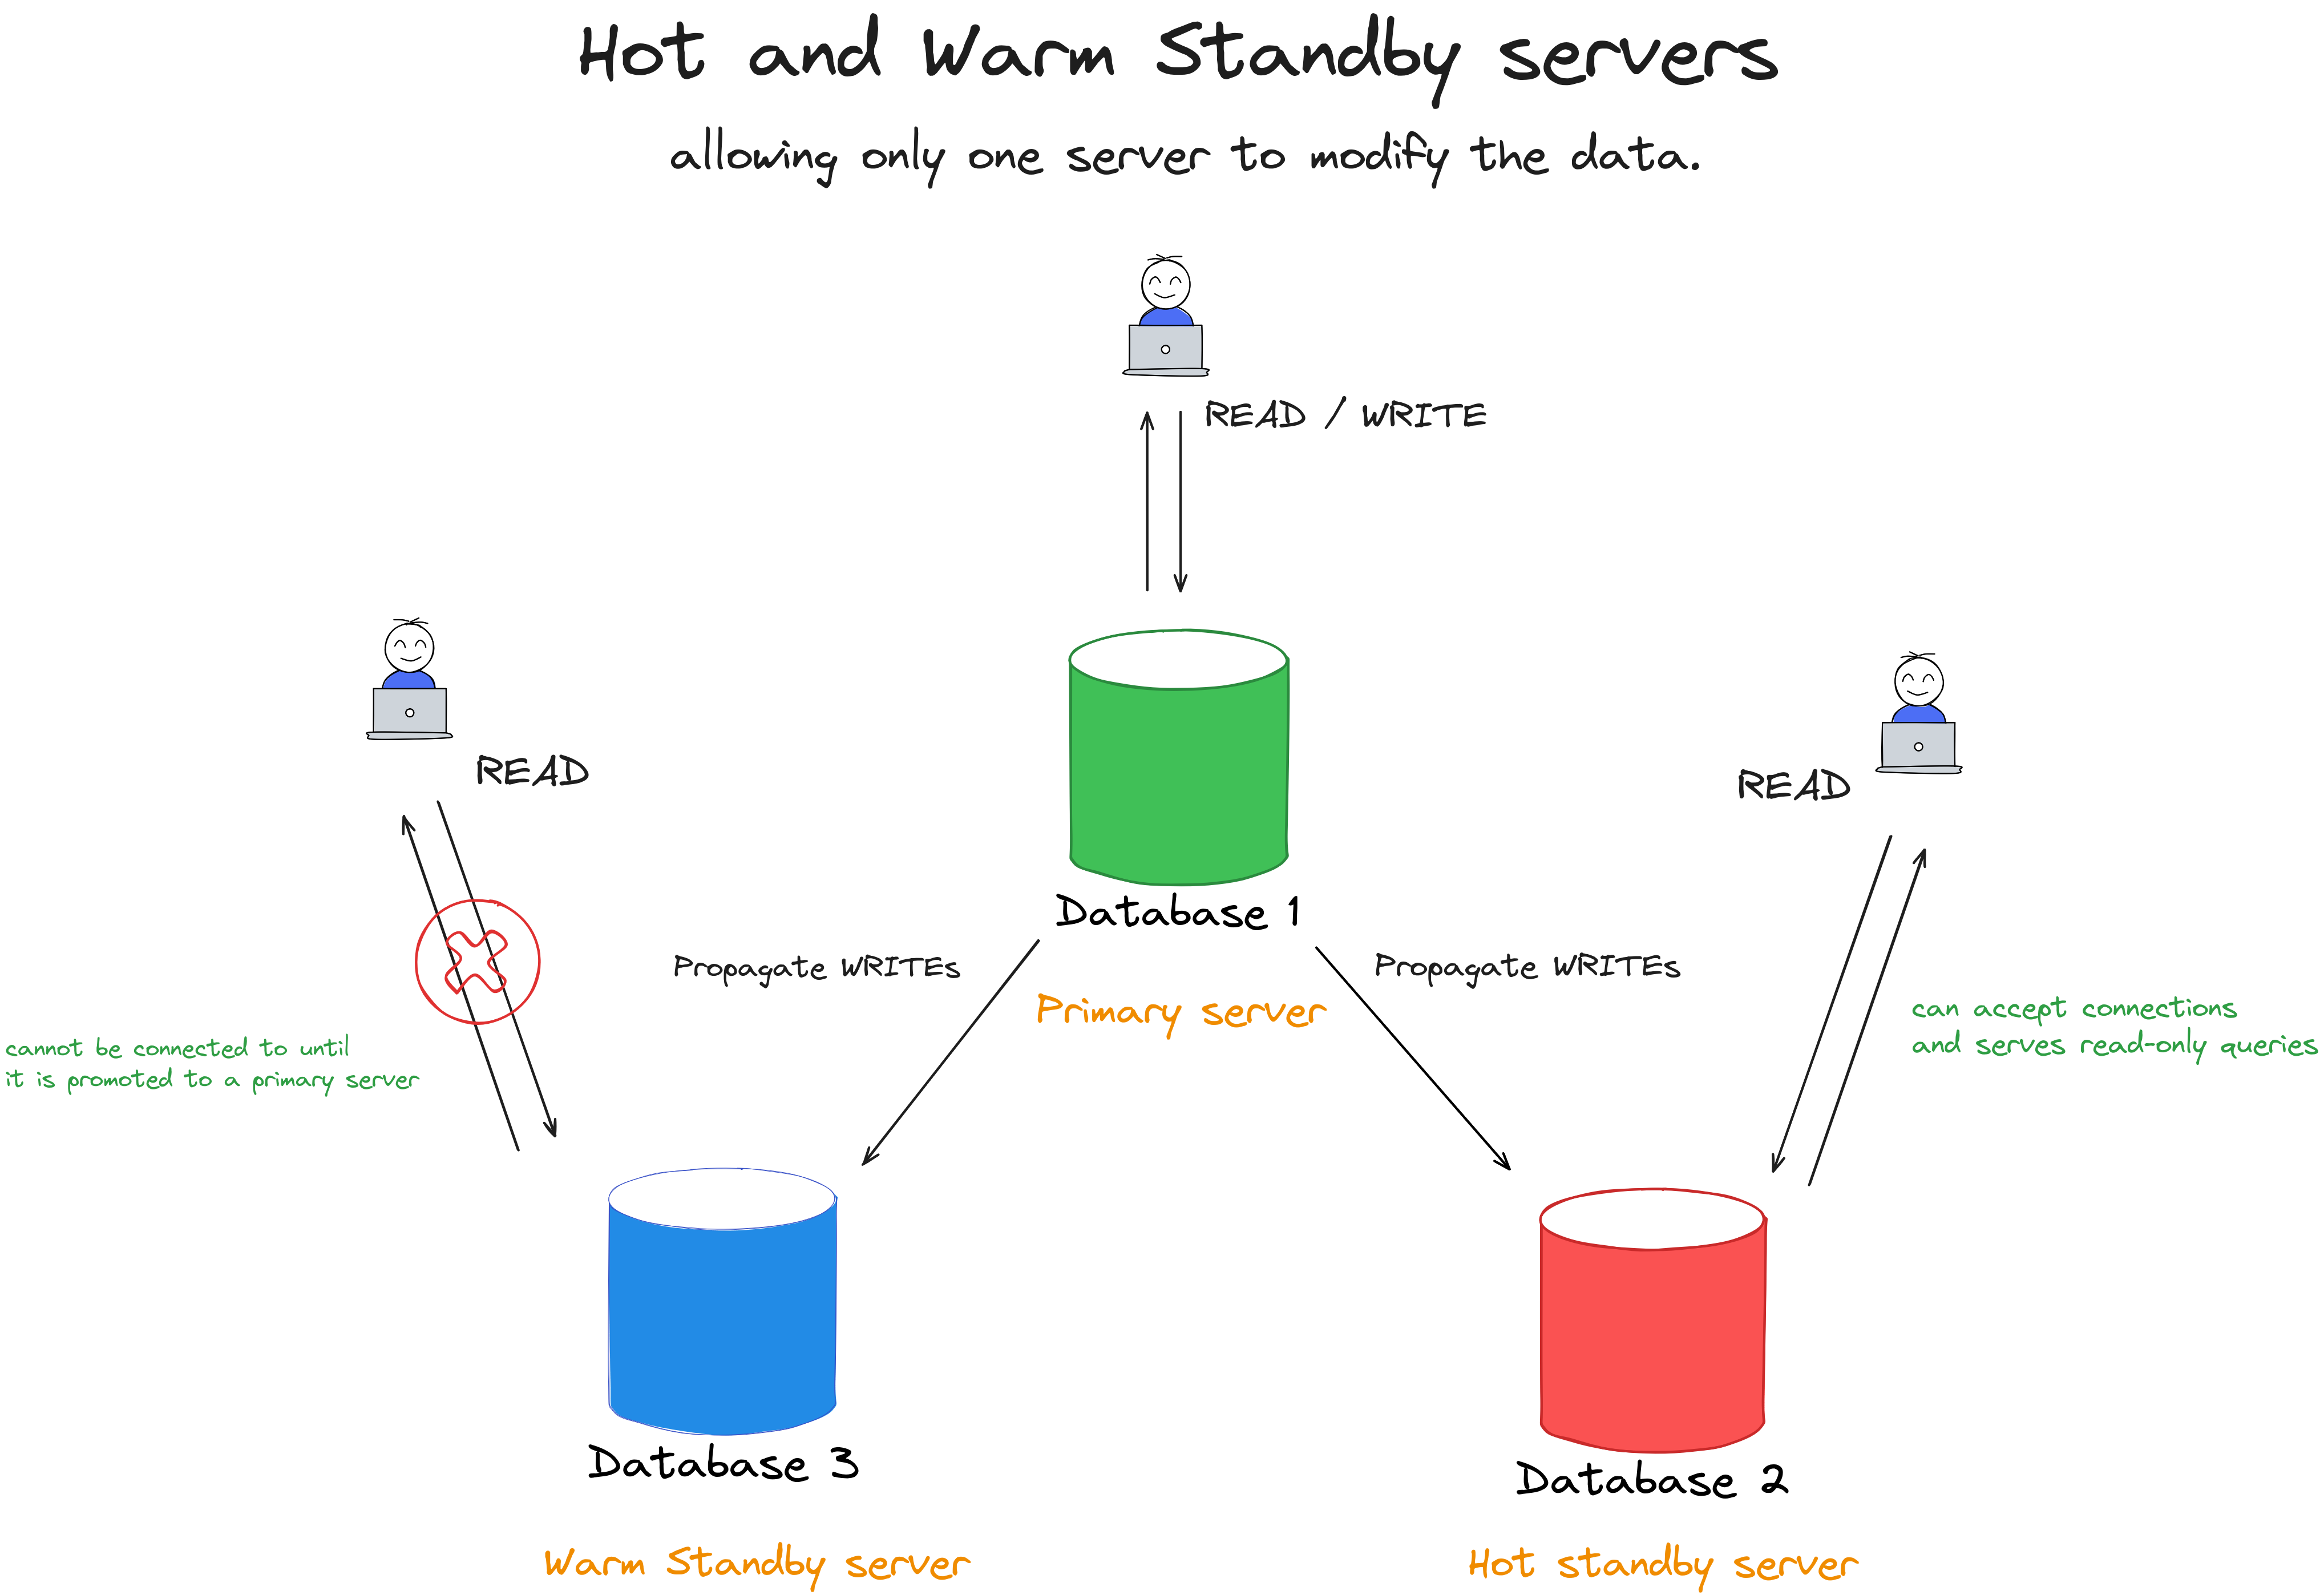 Hot and Warm Standby servers
allowing only one server to modify the data.
READ / WRITE
READ
READ
Database 1
Propagate WRITEs
Propagate WRITEs
Primary server
can accept connections
and serves read-only queries
cannot be connected to until
it is promoted to a primary server
Database 3
Database 2
Warm Standby server
Hot standby server